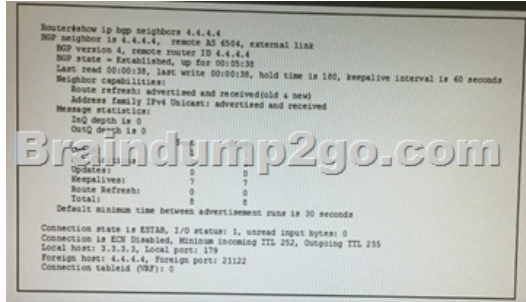 Router#show ip bgp neighbors 4.4.4.4
BGP neighbor is 4.4.4.4, remote AS 6504, external link
BGP version 4, remote router ID 4.4.4.4
BGP state = Established, up for 00:05:38
Last read 00:00:38, last write 00:00:38, hold time is 180, keepalive interval is 60 seconds
Neighbor capabilities:
Route refresh: advertised and received(old & new)
Address family IPv4 Unicast: advertised and received
Message statistics:
InQ depth is 0
OutQ depth is 0
Braindump2go.com
Updates: 0 0
Keepalives: 7 7
Route Refresh: 0 0
Total: 8 8
Default minimum time between advertisement runs is 30 seconds
Connection state is ESTAB, I/O status: 1, unread input bytes: 0
Connection is ECN Disabled, Mininum incoming TTL 252, Outgoing TTL 255
Local host: 3.3.3.3, Local port: 179
Foreign host: 4.4.4.4, Foreign port: 21122
Connection tableid (VRF): 0